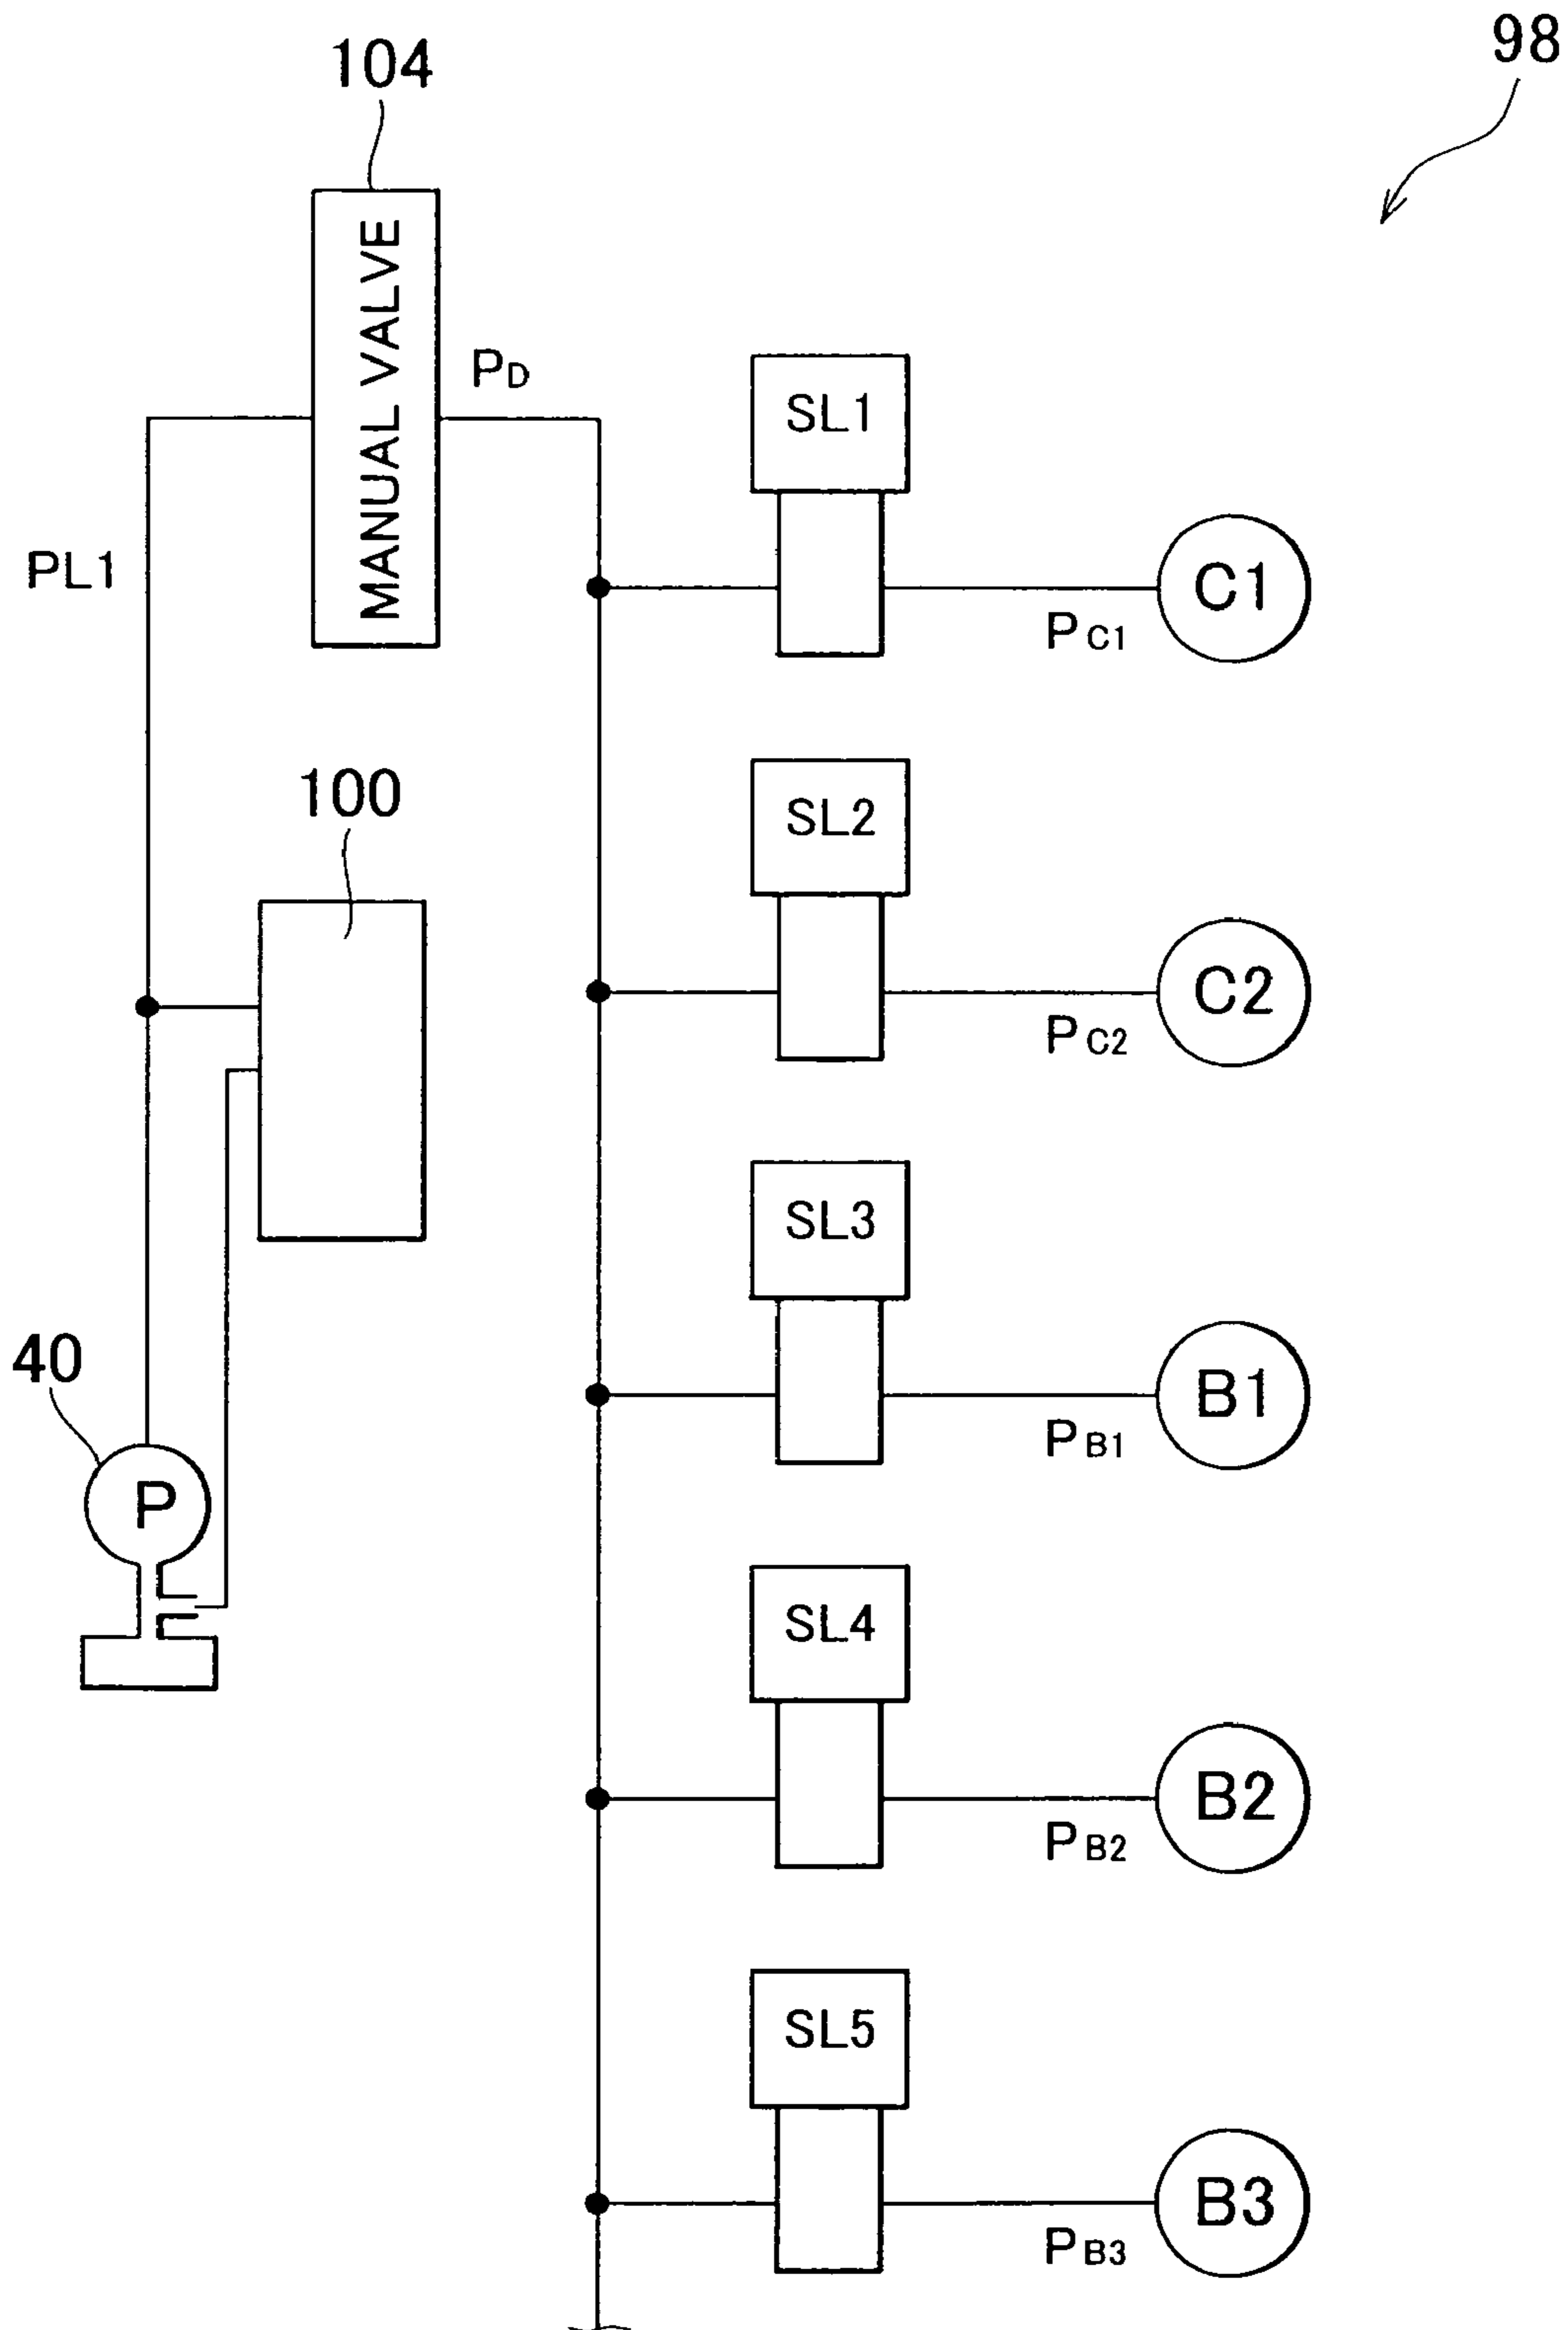 98
104
MANUAL VALVE
PD
SL1
PL1
C1
PC1
100
SL2
C2
PC2
SL3
40
B1
PB1
P
SL4
B2
PB2
SL5
B3
PB3